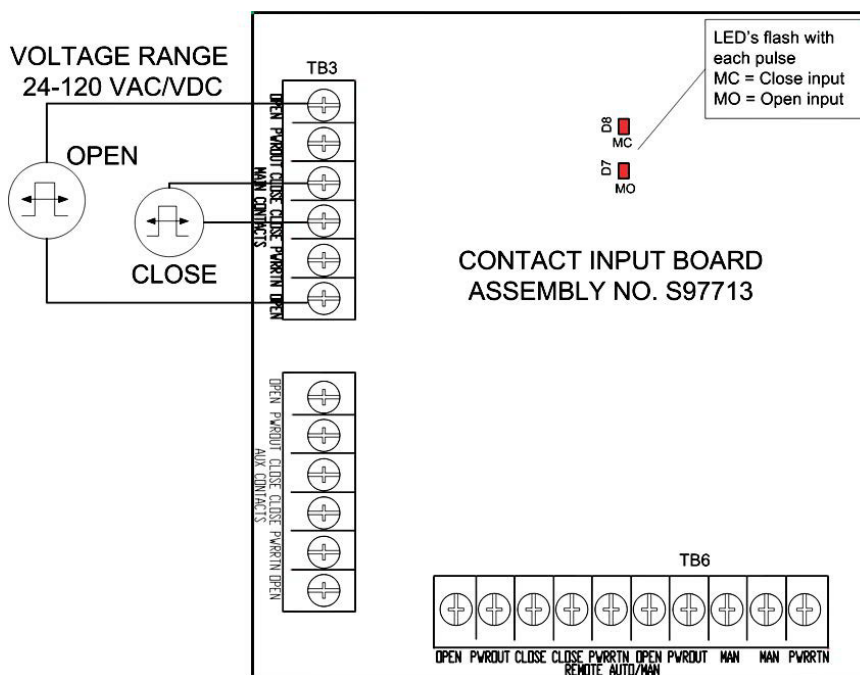 VOLTAGE RANGE
24-120 VAC/VDC
TB3
LED's flash with
each pulse
MC = Close input
MO = Open input
OPEN
CLOSE
OPEN PWROUT CLOSE CLOSE PWRRTN OPEN
MAIN CONTACTS
D8
MC
D7
MO
CONTACT INPUT BOARD
ASSEMBLY NO. S97713
OPEN PWROUT CLOSE CLOSE PWRRTN OPEN
AUX CONTACTS
TB6
OPEN PWROUT CLOSE CLOSE PWRRTN OPEN PWROUT MAN MAN PWRRTN
REMOTE AUTO/MAN